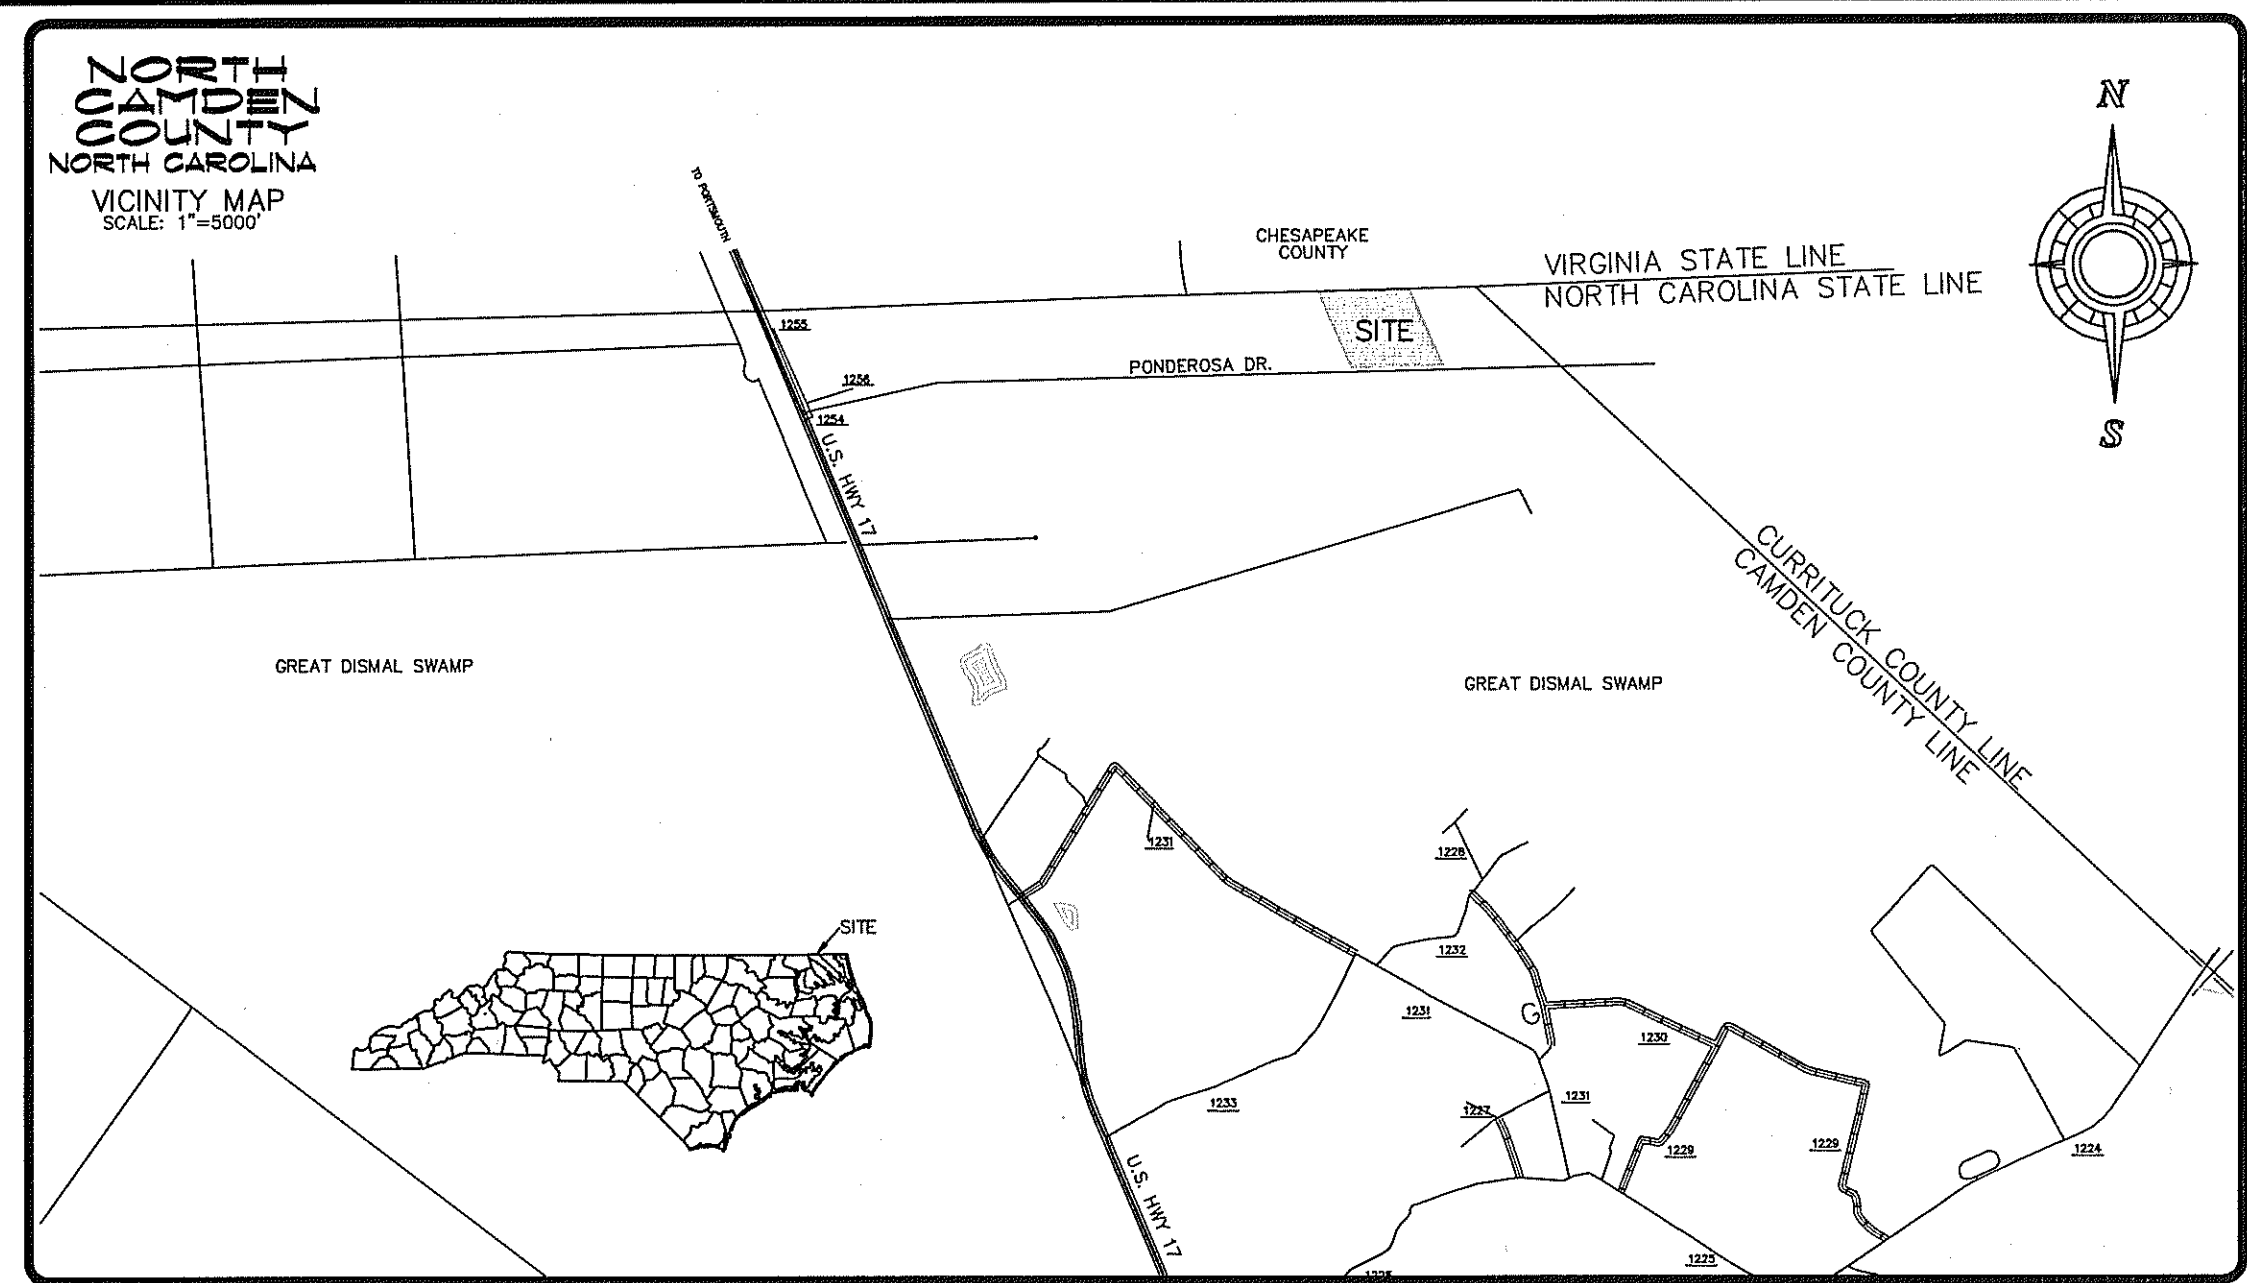 NORTH
CAMDEN
COUNTY
NORTH CAROLINA
VICINITY MAP
SCALE: 1"=5000'
TO PORTSMOUTH
CHESAPEAKE
COUNTY
VIRGINIA STATE LINE
NORTH CAROLINA STATE LINE
N
S
SITE
PONDEROSA DR.
1255
1256
1254
U.S. HWY 17
CURRITUCK COUNTY LINE
CAMDEN COUNTY LINE
GREAT DISMAL SWAMP
GREAT DISMAL SWAMP
1231
1228
SITE
1232
1231
1230
1233
1227
1231
1229
1229
1224
U.S. HWY 17
1225